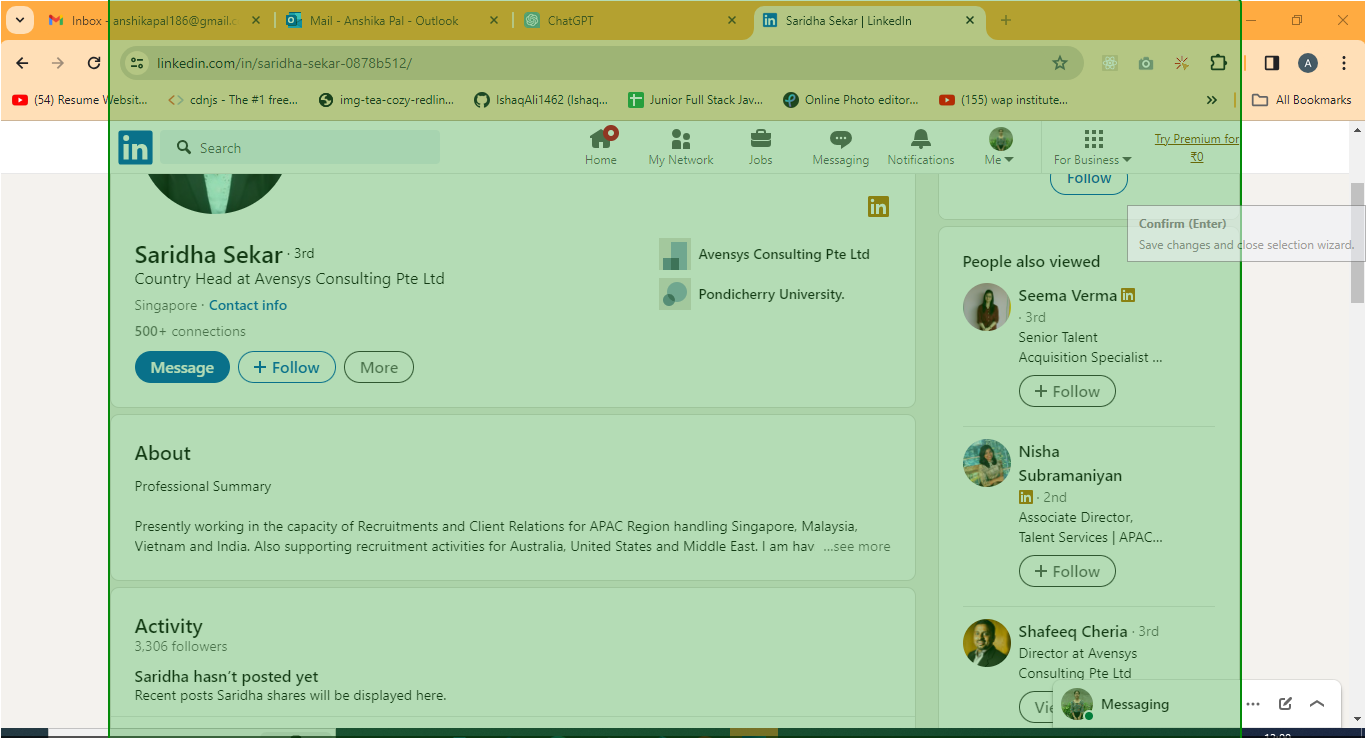 Inbox - anshikapal186@gmail.c
Mail - Anshika Pal - Outlook
ChatGPT
Saridha Sekar | LinkedIn
linkedin.com/in/saridha-sekar-0878b512/
A
(54) Resume Websit...
cdnjs - The #1 free...
img-tea-cozy-redlin...
IshaqAli1462 (Ishaq...
Junior Full Stack Jav...
Online Photo editor...
(155) wap institute...
All Bookmarks
in
Search
Home
My Network
Jobs
Messaging
Notifications
Me
For Business
Try Premium for
₹0
Follow
in
Confirm (Enter)
Save changes and close selection wizard.
Saridha Sekar · 3rd
Country Head at Avensys Consulting Pte Ltd
Singapore · Contact info
500+ connections
Message
+ Follow
More
Avensys Consulting Pte Ltd
Pondicherry University.
About
Professional Summary
Presently working in the capacity of Recruitments and Client Relations for APAC Region handling Singapore, Malaysia,
Vietnam and India. Also supporting recruitment activities for Australia, United States and Middle East. I am hav ...see more
Activity
3,306 followers
Saridha hasn't posted yet
Recent posts Saridha shares will be displayed here.
People also viewed
Seema Verma in
· 3rd
Senior Talent
Acquisition Specialist ...
+ Follow
Nisha
Subramaniyan
in · 2nd
Associate Director,
Talent Services | APAC...
+ Follow
Shafeeq Cheria · 3rd
Director at Avensys
Consulting Pte Ltd
Messaging